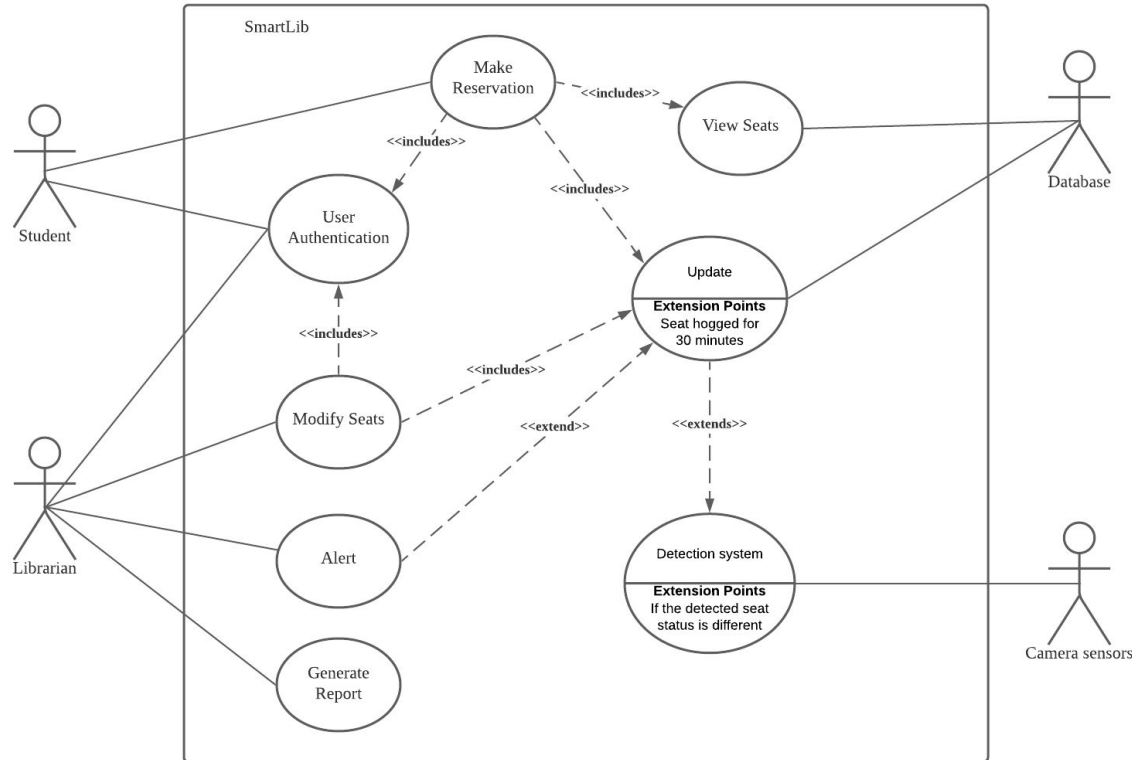 SmartLib
Make
Reservation
<<includes>>
View Seats
<<includes>>
Database
<<includes>>
Student
User
Authentication
Update
Extension Points
Seat hogged for
30 minutes
<<includes>>
<<includes>>
Modify Seats
<<extend>>
<<extends>>
Librarian
Alert
Detection system
Extension Points
If the detected seat
status is different
Camera sensors
Generate
Report